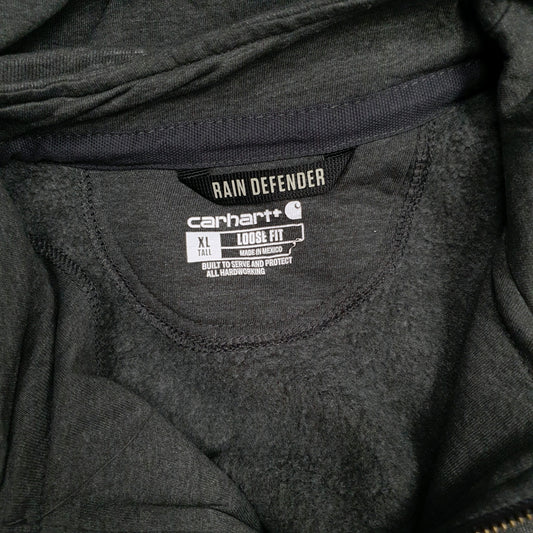 RAIN DEFENDER
carhartt
XL LOOSE FIT
TALL MADE IN MEXICO
BUILT TO SERVE AND PROTECT
ALL HARDWORKING